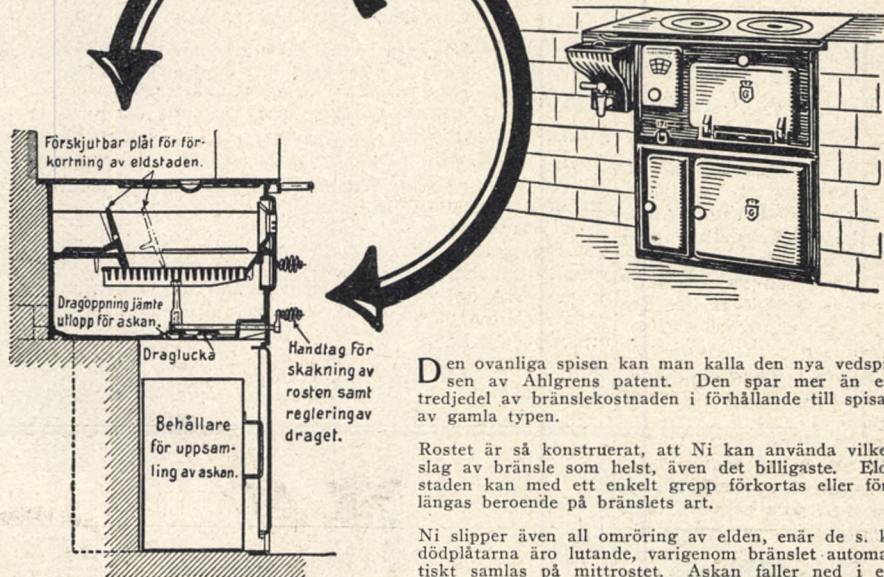 Förskjutbar plåt för för-
kortning av eldstaden.
Dragöppning jämte
utlopp för askan.
Draglucka
Handtag för
skakning av
rosten samt
reglering av
draget.
Behållare
för uppsam-
ling av askan.
G
G
Den ovanliga spisen kan man kalla den nya vedspi
sen av Ahlgrens patent. Den spar mer än e
tredjedel av bränslekostnaden i förhållande till spisa
av gamla typen.
Rostet är så konstruerat, att Ni kan använda vilke
slag av bränsle som helst, även det billigaste. Eld
staden kan med ett enkelt grepp förkortas eller för
längas beroende på bränslets art.
Ni slipper även all omröring av elden, enär de s. k
dödplåtarna äro lutande, varigenom bränslet automa
tiskt samlas på mittrostet. Askan faller ned i e